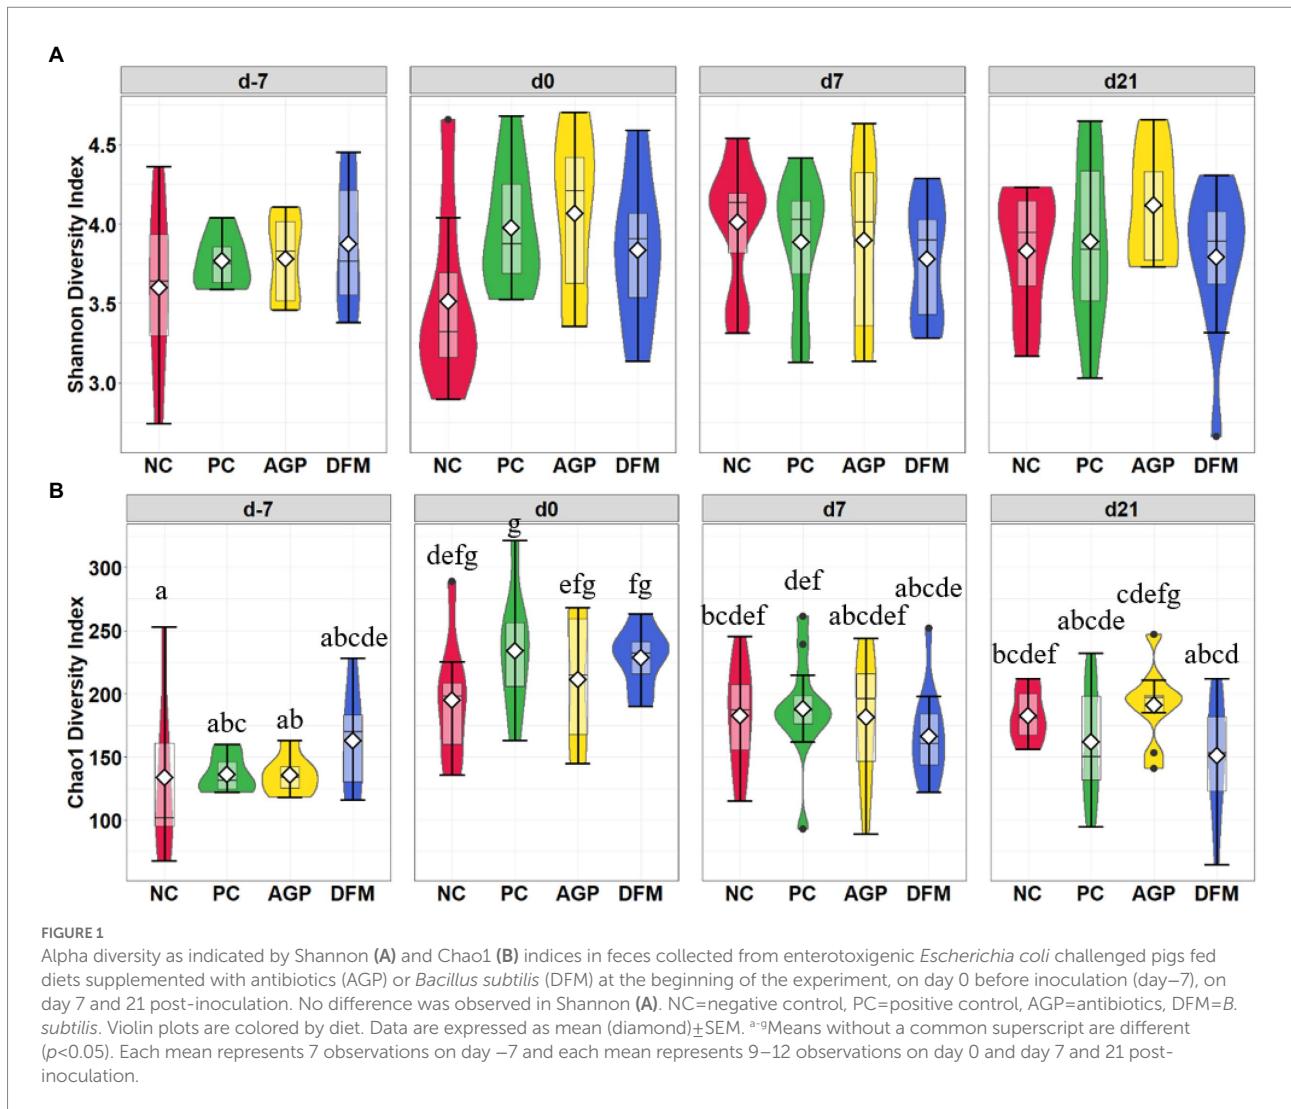 A
d-7 d0 d7 d21
Shannon Diversity Index
4.5
4.0
3.5
3.0
NC PC AGP DFM NC PC AGP DFM NC PC AGP DFM NC PC AGP DFM
B
d-7 d0 d7 d21
Chao1 Diversity Index
300
250
200
150
100
a abc ab abcde
defg g efg fg
bcdef def abcdef abcde
bcdef abcde cdefg abcd
NC PC AGP DFM NC PC AGP DFM NC PC AGP DFM NC PC AGP DFM
FIGURE 1
Alpha diversity as indicated by Shannon (A) and Chao1 (B) indices in feces collected from enterotoxigenic Escherichia coli challenged pigs fed
diets supplemented with antibiotics (AGP) or Bacillus subtilis (DFM) at the beginning of the experiment, on day 0 before inoculation (day−7), on
day 7 and 21 post-inoculation. No difference was observed in Shannon (A). NC=negative control, PC=positive control, AGP=antibiotics, DFM=B.
subtilis. Violin plots are colored by diet. Data are expressed as mean (diamond)±SEM. a-gMeans without a common superscript are different
(p<0.05). Each mean represents 7 observations on day −7 and each mean represents 9–12 observations on day 0 and day 7 and 21 post-
inoculation.